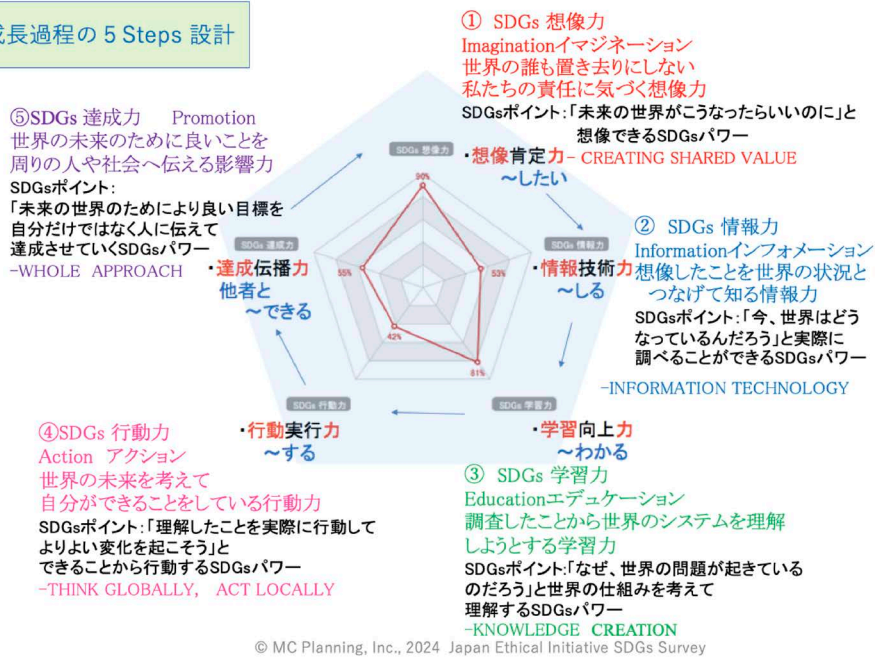 成長過程の5 Steps 設計
① SDGs 想像力
Imaginationイマジネーション
世界の誰も置き去りにしない
私たちの責任に気づく想像力
SDGsポイント：「未来の世界がこうなったらいいのに」と
想像できるSDGsパワー
・想像肯定力 – CREATING SHARED VALUE
～したい
② SDGs 情報力
Informationインフォメーション
想像したことを世界の状況と
つなげて知る情報力
SDGsポイント：「今、世界はどう
なっているんだろう」と実際に
調べることができるSDGsパワー
–INFORMATION TECHNOLOGY
・情報技術力
～しる
③ SDGs 学習力
Educationエデュケーション
調査したことから世界のシステムを理解
しようとする学習力
SDGsポイント：「なぜ、世界の問題が起きている
のだろう」と世界の仕組みを考えて
理解するSDGsパワー
–KNOWLEDGE CREATION
・学習向上力
～わかる
④SDGs 行動力
Action アクション
世界の未来を考えて
自分ができることをしている行動力
SDGsポイント：「理解したことを実際に行動して
よりよい変化を起こそう」と
できることから行動するSDGsパワー
–THINK GLOBALLY, ACT LOCALLY
・行動実行力
～する
⑤SDGs 達成力 Promotion
世界の未来のために良いことを
周りの人や社会へ伝える影響力
SDGsポイント：
「未来の世界のためにより良い目標を
自分だけではなく人に伝えて
達成させていくSDGsパワー
–WHOLE APPROACH
・達成伝播力
他者と
～できる
SDGs 想像力
90%
SDGs 情報力
53%
SDGs 学習力
81%
SDGs 行動力
42%
SDGs 達成力
55%
© MC Planning, Inc., 2024 Japan Ethical Initiative SDGs Survey